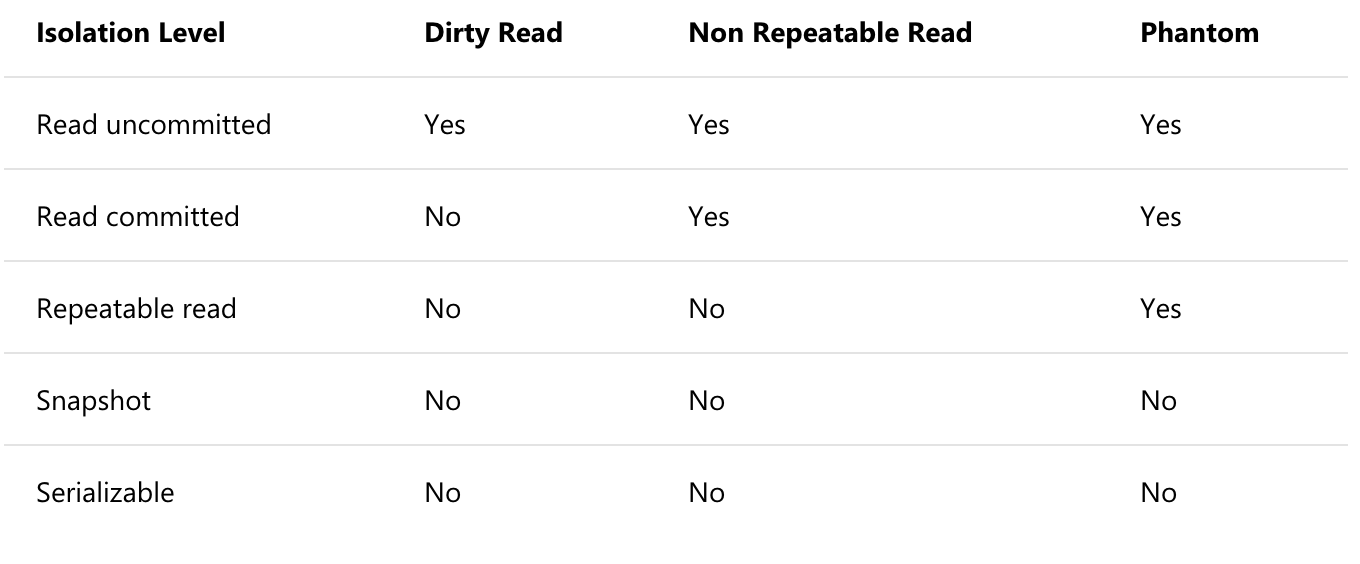 Isolation Level Dirty Read Non Repeatable Read Phantom
Read uncommitted Yes Yes Yes
Read committed No Yes Yes
Repeatable read No No Yes
Snapshot No No No
Serializable No No No